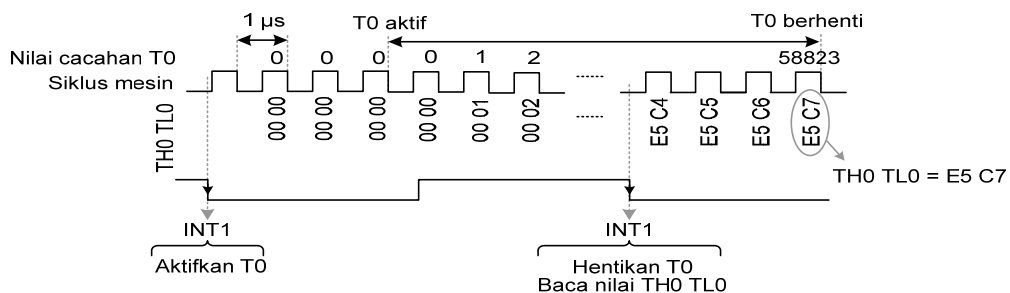 1 µs
T0 aktif
T0 berhenti
Nilai cacahan T0
0 0 0 0 1 2
58823
Siklus mesin
TH0 TL0
00 00
00 00
00 00
00 00
00 01
00 02
E5 C4
E5 C5
E5 C6
E5 C7
TH0 TL0 = E5 C7
INT1
INT1
Aktifkan T0
Hentikan T0
Baca nilai TH0 TL0